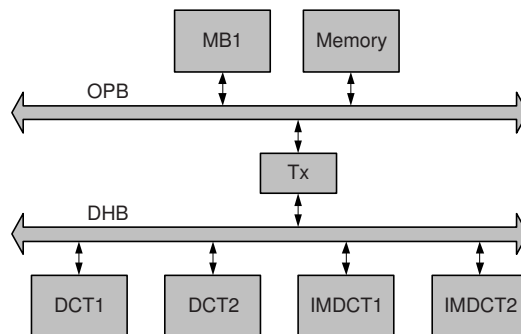 MB1
Memory
OPB
Tx
DHB
DCT1
DCT2
IMDCT1
IMDCT2